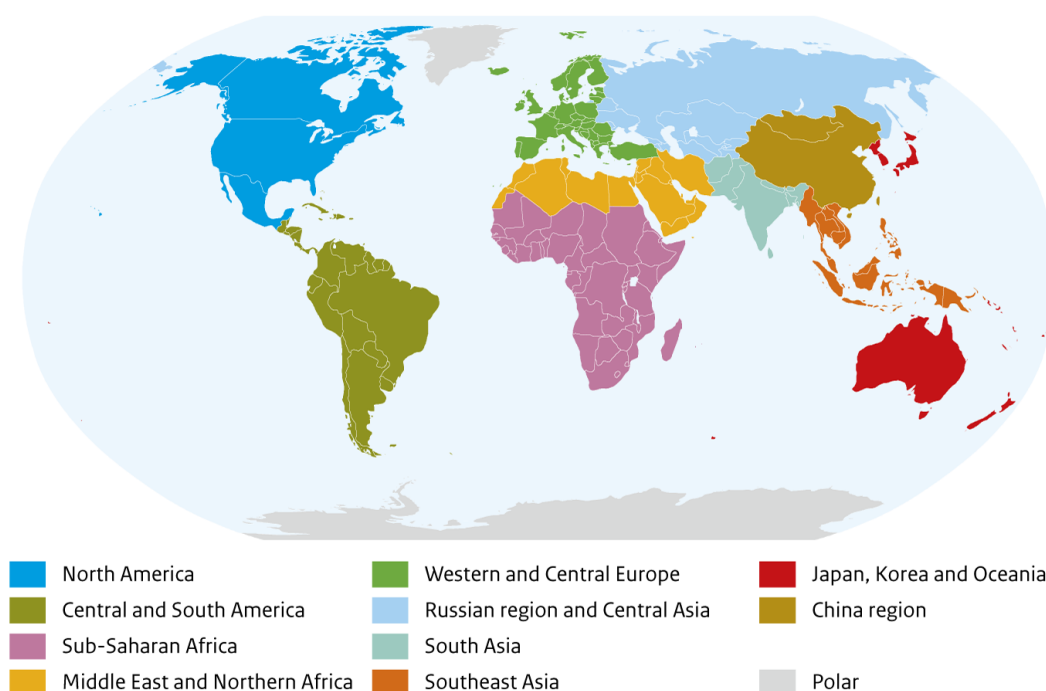 North America
Central and South America
Sub-Saharan Africa
Middle East and Northern Africa
Western and Central Europe
Russian region and Central Asia
South Asia
Southeast Asia
Japan, Korea and Oceania
China region
Polar